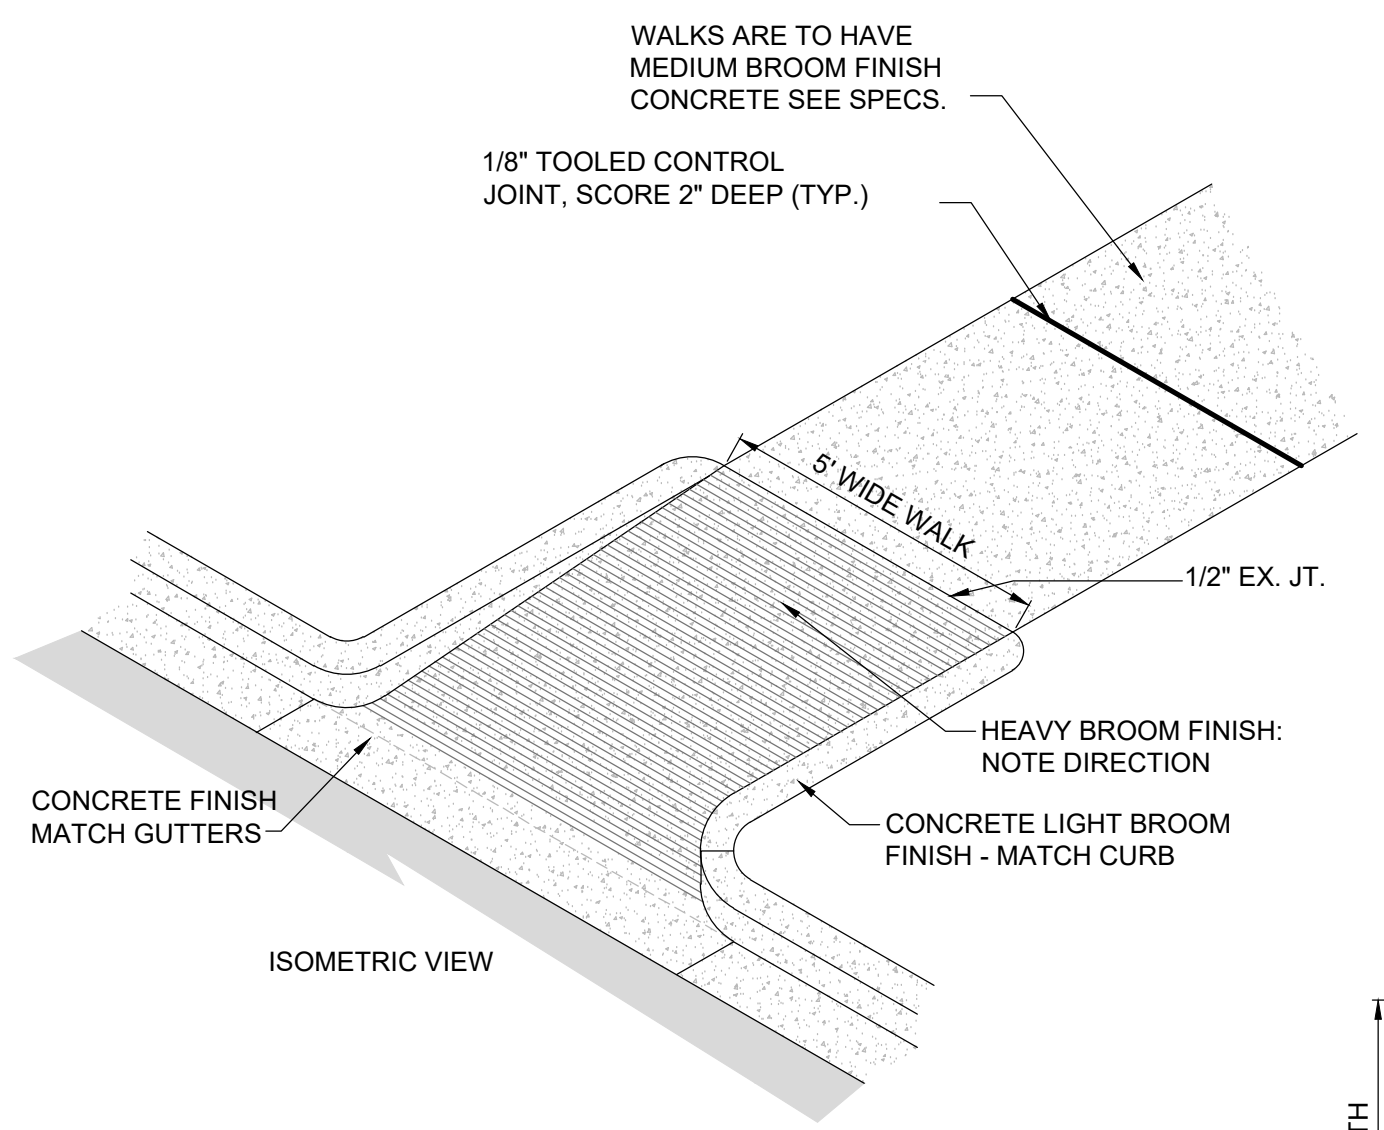 WALKS ARE TO HAVE
MEDIUM BROOM FINISH
CONCRETE SEE SPECS.
1/8" TOOLED CONTROL
JOINT, SCORE 2" DEEP (TYP.)
5' WIDE WALK
1/2" EX. JT.
HEAVY BROOM FINISH:
NOTE DIRECTION
CONCRETE FINISH
MATCH GUTTERS
CONCRETE LIGHT BROOM
FINISH - MATCH CURB
ISOMETRIC VIEW